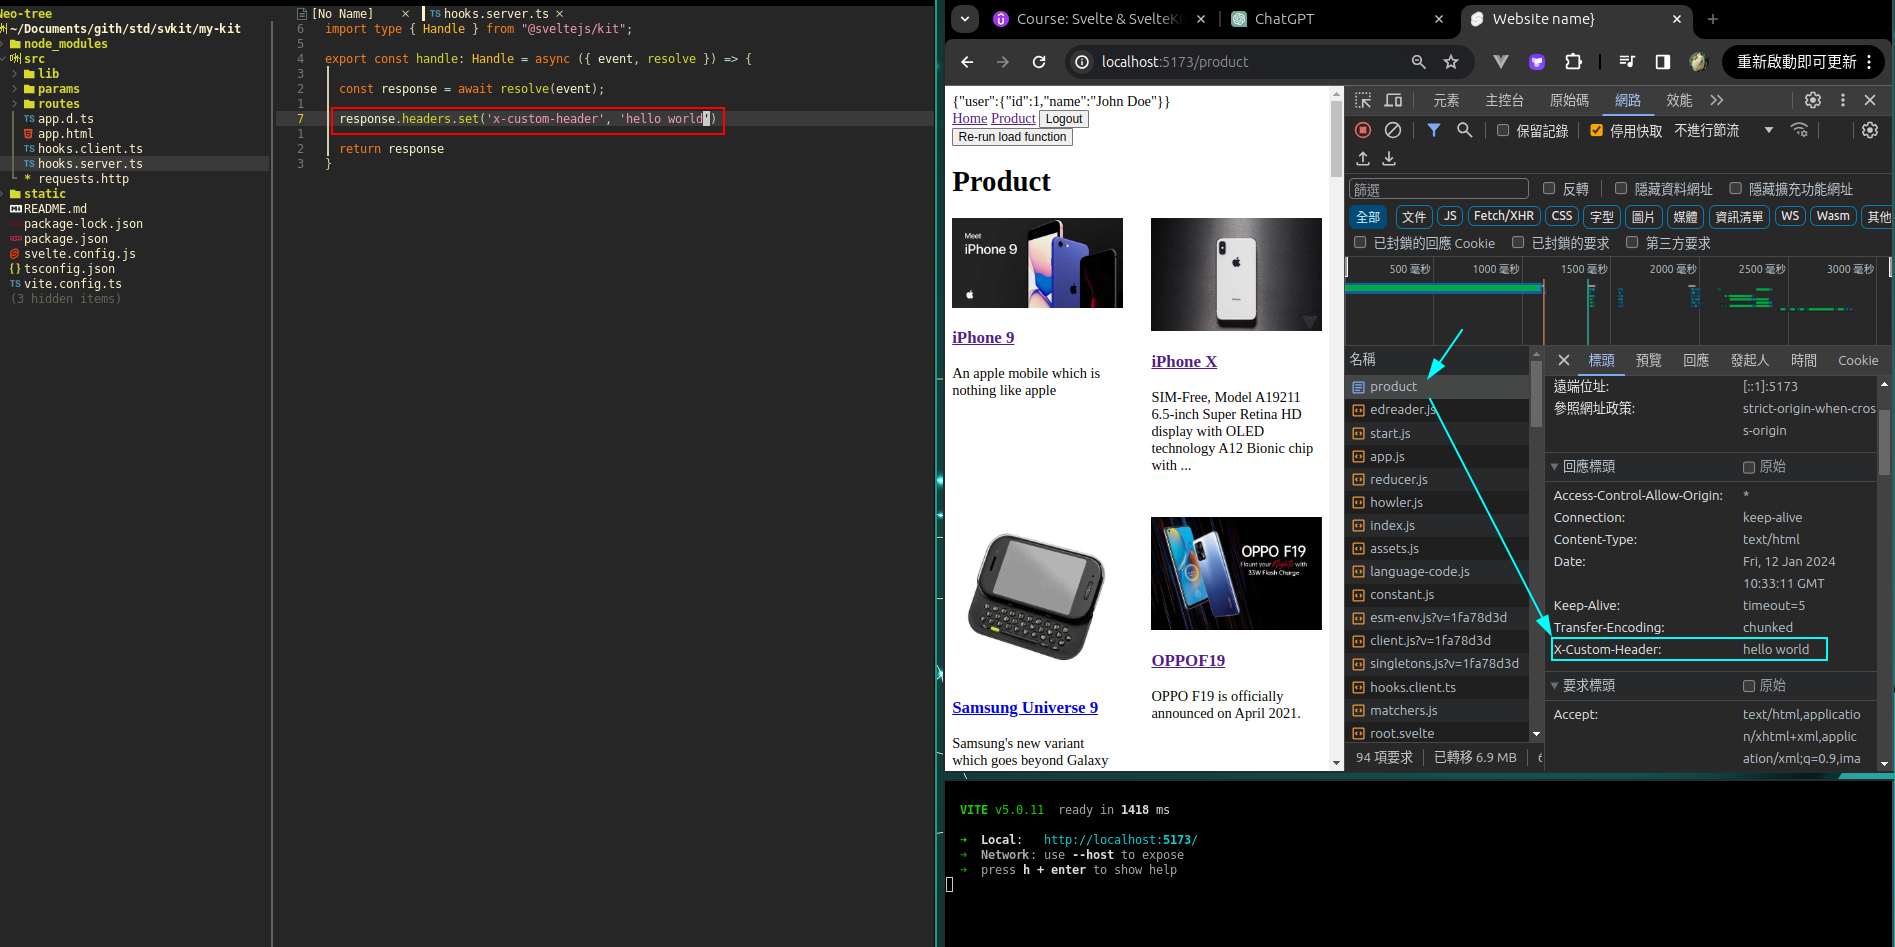 Neo-tree
~/Documents/gith/std/svkit/my-kit
node_modules
src
lib
params
routes
TS app.d.ts
app.html
TS hooks.client.ts
TS hooks.server.ts
* requests.http
static
README.md
package-lock.json
package.json
svelte.config.js
{} tsconfig.json
TS vite.config.ts
(3 hidden items)
[No Name] × TS hooks.server.ts ×
6 import type { Handle } from "@sveltejs/kit";
5
4 export const handle: Handle = async ({ event, resolve }) => {
3
2 const response = await resolve(event);
1
7 response.headers.set('x-custom-header', 'hello world')
1
2 return response
3 }
Course: Svelte & SvelteKi ×
ChatGPT ×
Website name} × +
localhost:5173/product
重新啟動即可更新
{"user":{"id":1,"name":"John Doe"}}
Home Product Logout
Re-run load function
Product
Meet
iPhone 9
iPhone 9
An apple mobile which is
nothing like apple
iPhone X
SIM-Free, Model A19211
6.5-inch Super Retina HD
display with OLED
technology A12 Bionic chip
with ...
Samsung Universe 9
Samsung's new variant
which goes beyond Galaxy
OPPO F19
Flaunt your Nights with
33W Flash Charge
OPPOF19
OPPO F19 is officially
announced on April 2021.
元素 主控台 原始碼 網路 效能
保留記錄 停用快取 不進行節流
篩選 反轉 隱藏資料網址 隱藏擴充功能網址
全部 文件 JS Fetch/XHR CSS 字型 圖片 媒體 資訊清單 WS Wasm 其他
已封鎖的回應 Cookie 已封鎖的要求 第三方要求
500 毫秒 1000 毫秒 1500 毫秒 2000 毫秒 2500 毫秒 3000 毫秒
名稱
product
edreader.js
start.js
app.js
reducer.js
howler.js
index.js
assets.js
language-code.js
constant.js
esm-env.js?v=1fa78d3d
client.js?v=1fa78d3d
singletons.js?v=1fa78d3d
hooks.client.ts
matchers.js
root.svelte
94 項要求 已轉移 6.9 MB 6
標頭 預覽 回應 發起人 時間 Cookie
遠端位址: [::1]:5173
參照網址政策: strict-origin-when-cros
s-origin
回應標頭 原始
Access-Control-Allow-Origin: *
Connection: keep-alive
Content-Type: text/html
Date: Fri, 12 Jan 2024
10:33:11 GMT
Keep-Alive: timeout=5
Transfer-Encoding: chunked
X-Custom-Header: hello world
要求標頭 原始
Accept: text/html,applicatio
n/xhtml+xml,applic
ation/xml;q=0.9,ima
VITE v5.0.11 ready in 1418 ms
➜ Local: http://localhost:5173/
➜ Network: use --host to expose
➜ press h + enter to show help